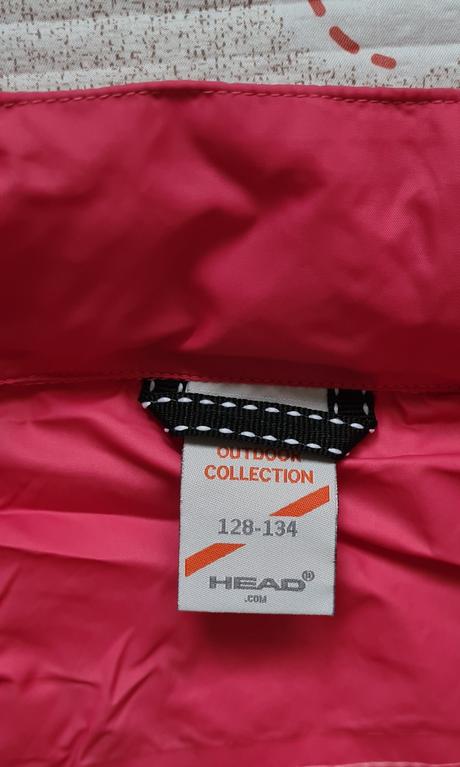 OUTDOOR
COLLECTION
128-134
HEAD®
.COM